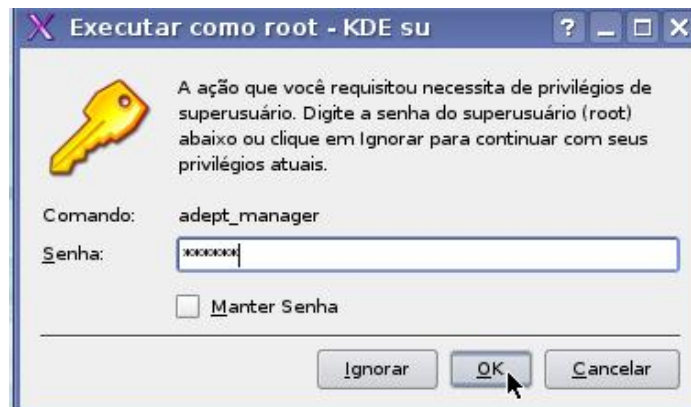 Executar como root - KDE su
A ação que você requisitou necessita de privilégios de
superusuário. Digite a senha do superusuário (root)
abaixo ou clique em Ignorar para continuar com seus
privilégios atuais.
Comando: adept_manager
Senha: ******
Manter Senha
Ignorar OK Cancelar